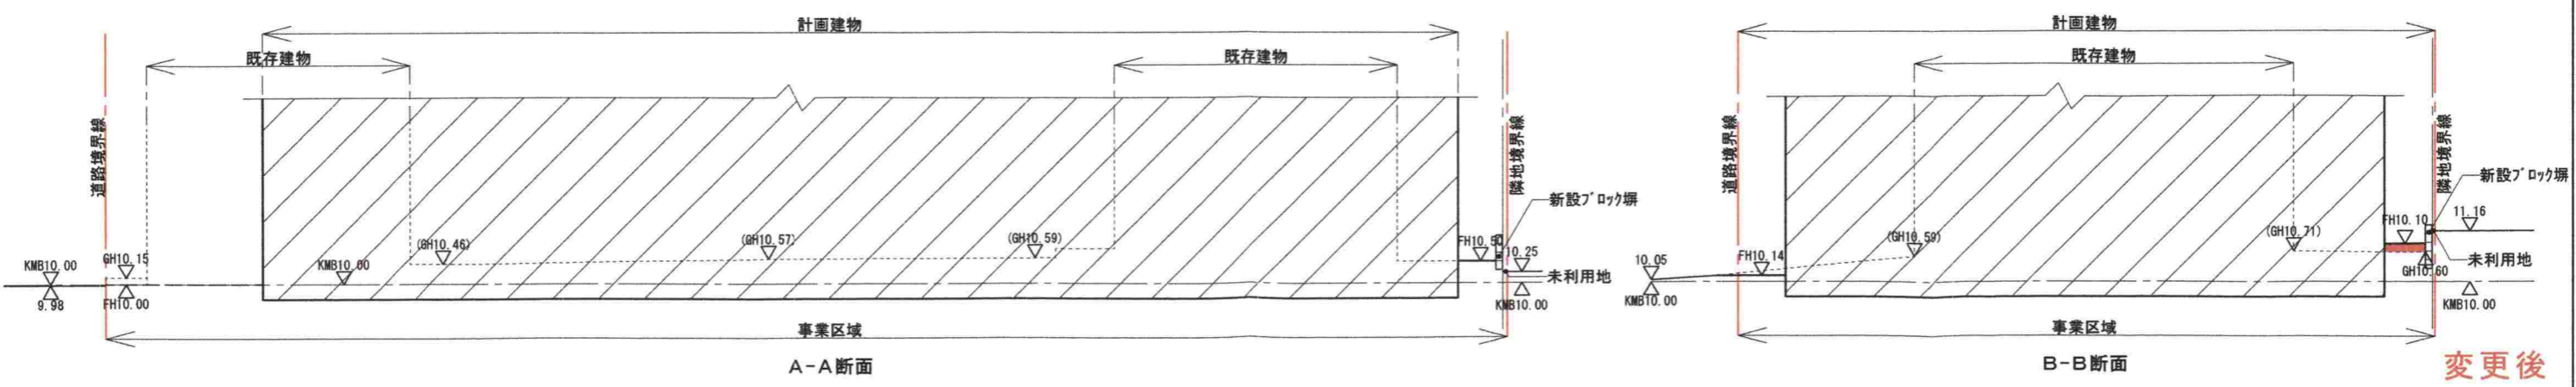 計画建物
既存建物
既存建物
道路境界線
隣地境界線
新設ブロック塀
(GH10.46)
(GH10.57)
(GH10.59)
KMB10.00
GH10.15
KMB10.00
FH10.50
10.25
未利用地
9.98
FH10.00
KMB10.00
事業区域
A-A断面
計画建物
既存建物
道路境界線
隣地境界線
新設ブロック塀
11.16
FH10.10
(GH10.59)
(GH10.71)
10.05
FH10.14
未利用地
GH10.60
KMB10.00
KMB10.00
事業区域
B-B断面
変更後